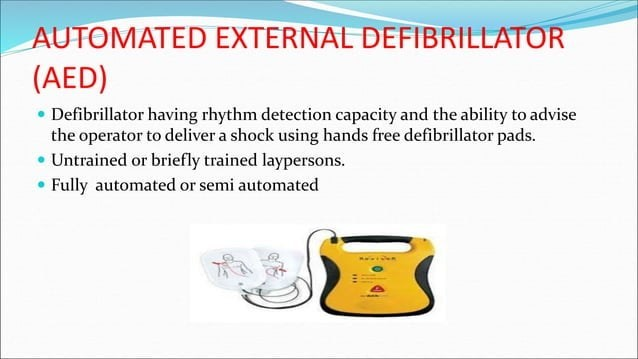 AUTOMATED EXTERNAL DEFIBRILLATOR
(AED)
Defibrillator having rhythm detection capacity and the ability to advise
the operator to deliver a shock using hands free defibrillator pads.
Untrained or briefly trained laypersons.
Fully automated or semi automated